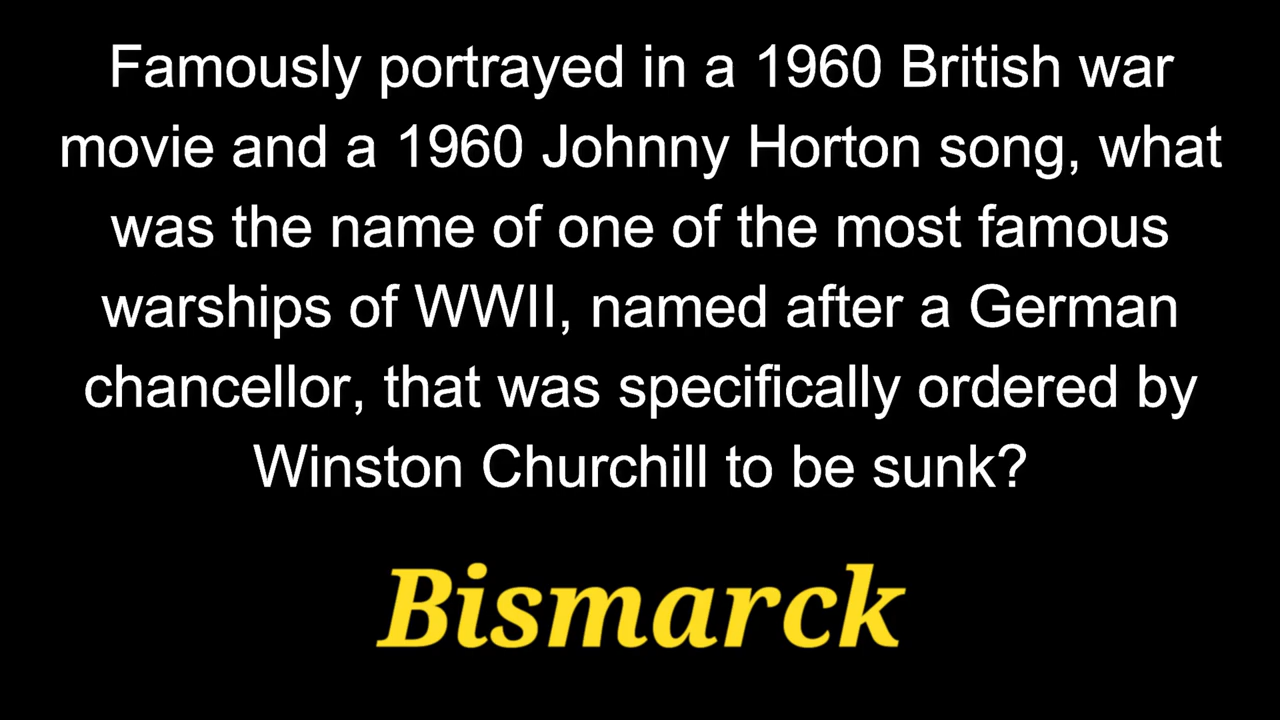 Famously portrayed in a 1960 British war
movie and a 1960 Johnny Horton song, what
was the name of one of the most famous
warships of WWII, named after a German
chancellor, that was specifically ordered by
Winston Churchill to be sunk?
Bismarck